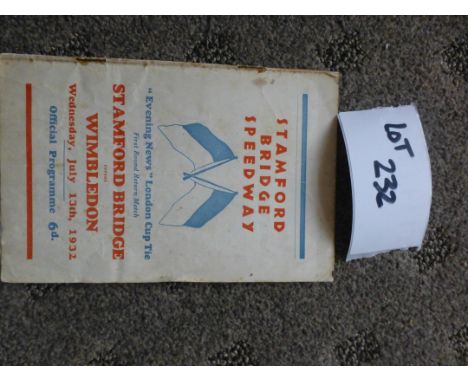 STAMFORD
BRIDGE
SPEEDWAY
"Evening News" London Cup Tie
First Round Return Match
STAMFORD BRIDGE
versus
WIMBLEDON
Wednesday, July 13th, 1932
Official Programme 6d.
LOT
232